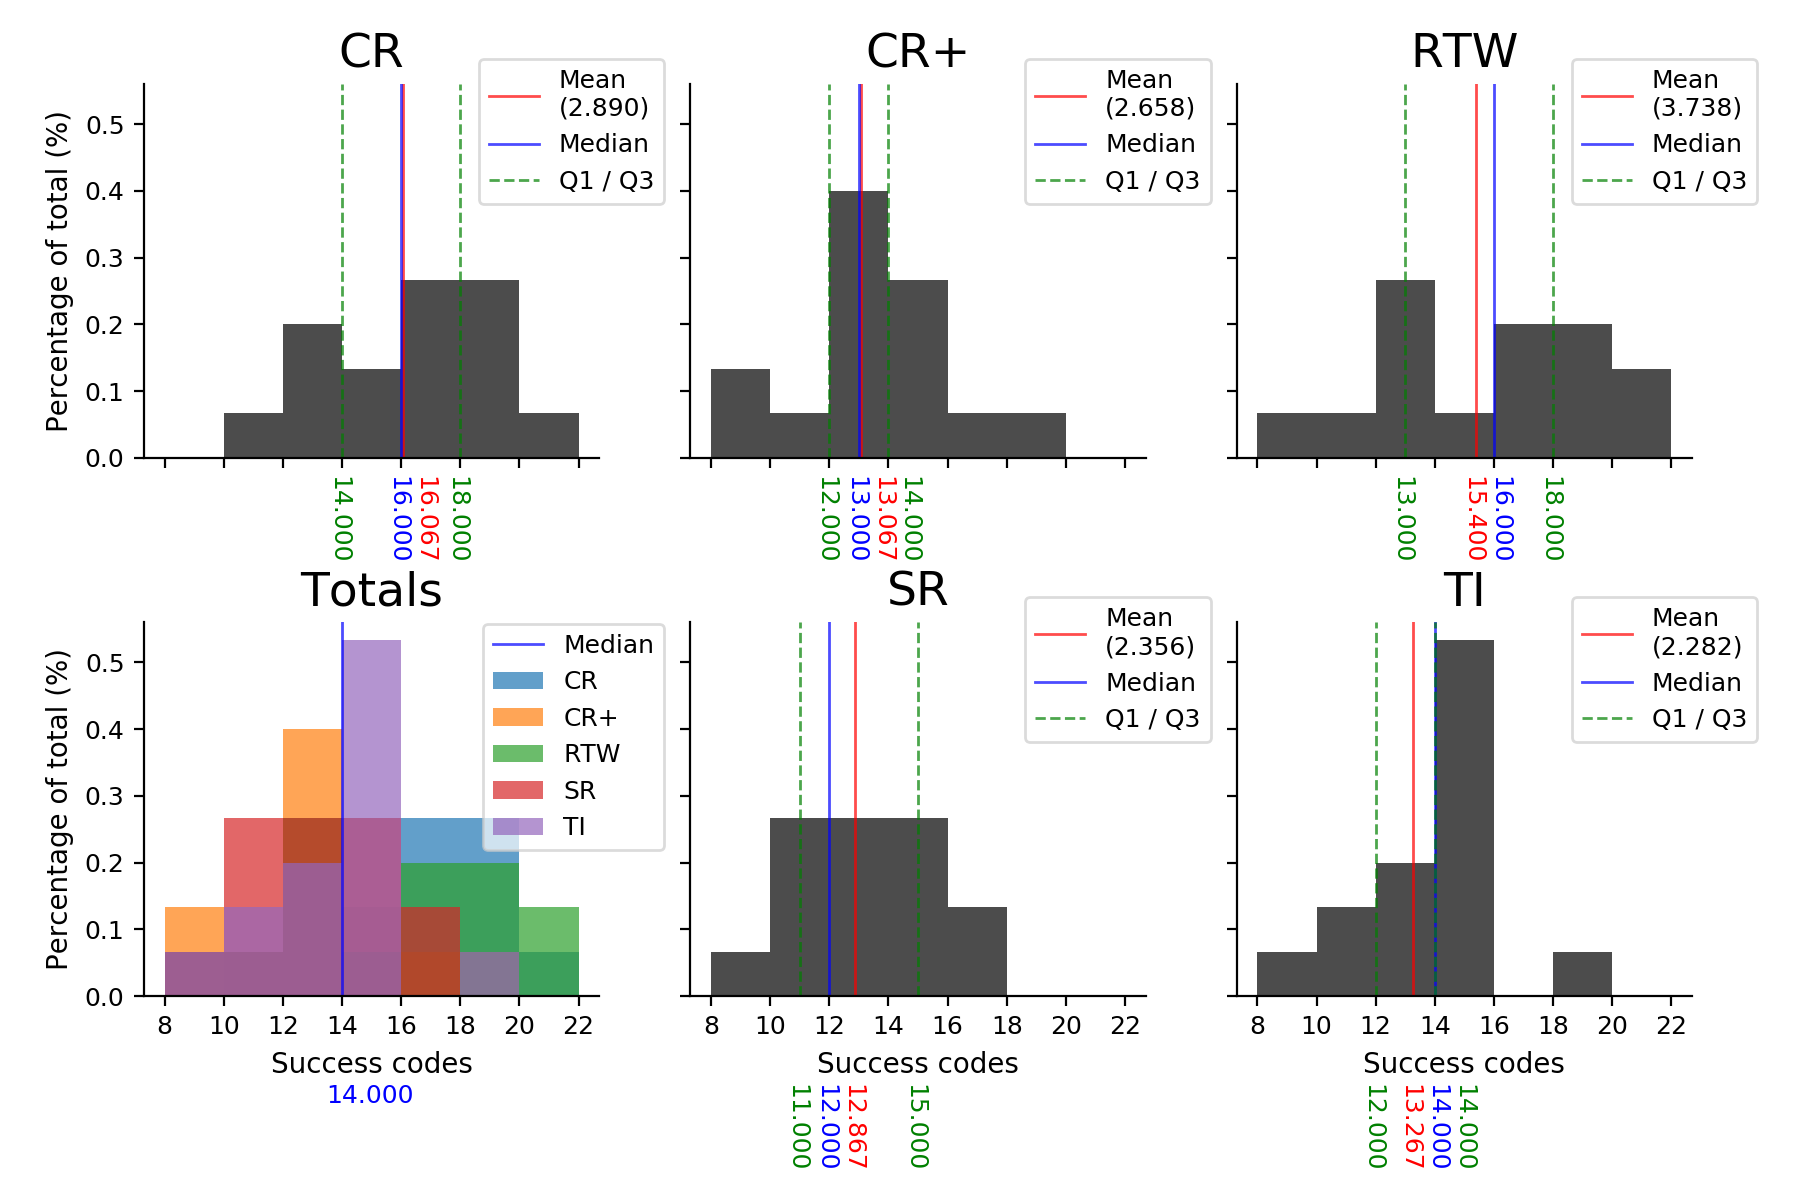 CR
Percentage of total (%)
0.5
0.4
0.3
0.2
0.1
0.0
Mean
(2.890)
Median
Q1 / Q3
14.000
16.000
16.067
18.000
CR+
Mean
(2.658)
Median
Q1 / Q3
12.000
13.000
13.067
14.000
RTW
Mean
(3.738)
Median
Q1 / Q3
13.000
15.400
16.000
18.000
Totals
Percentage of total (%)
0.5
0.4
0.3
0.2
0.1
0.0
Median
CR
CR+
RTW
SR
TI
8 10 12 14 16 18 20 22
Success codes
14.000
SR
Mean
(2.356)
Median
Q1 / Q3
8 10 12 14 16 18 20 22
Success codes
11.000
12.000
12.867
15.000
TI
Mean
(2.282)
Median
Q1 / Q3
8 10 12 14 16 18 20 22
Success codes
12.000
13.267
14.000
14.000